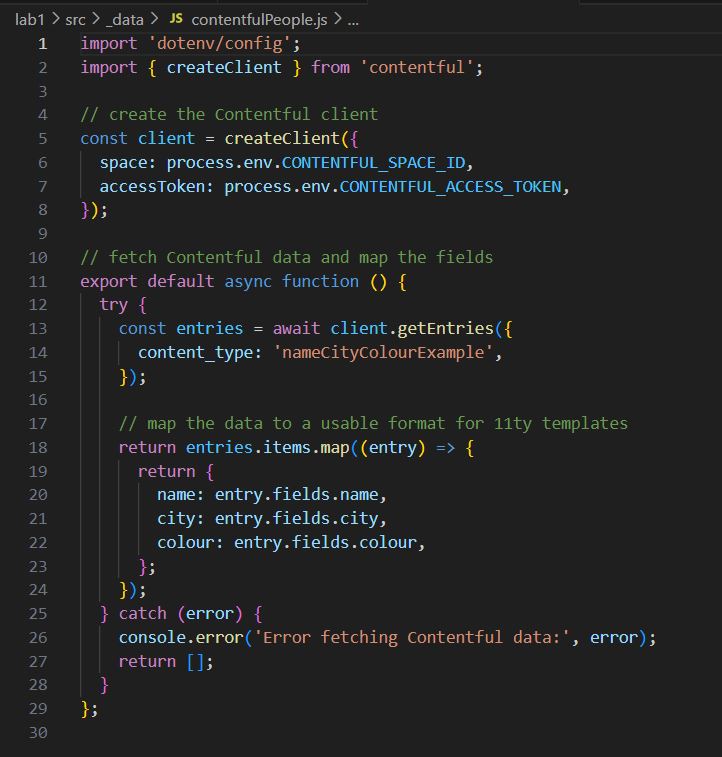 lab1 > src > _data > JS contentfulPeople.js > ...
1 import 'dotenv/config';
2 import { createClient } from 'contentful';
3
4 // create the Contentful client
5 const client = createClient({
6   space: process.env.CONTENTFUL_SPACE_ID,
7   accessToken: process.env.CONTENTFUL_ACCESS_TOKEN,
8 });
9
10 // fetch Contentful data and map the fields
11 export default async function () {
12   try {
13     const entries = await client.getEntries({
14       content_type: 'nameCityColourExample',
15     });
16
17     // map the data to a usable format for 11ty templates
18     return entries.items.map((entry) => {
19       return {
20         name: entry.fields.name,
21         city: entry.fields.city,
22         colour: entry.fields.colour,
23       };
24     });
25   } catch (error) {
26     console.error('Error fetching Contentful data:', error);
27     return [];
28   }
29 };
30